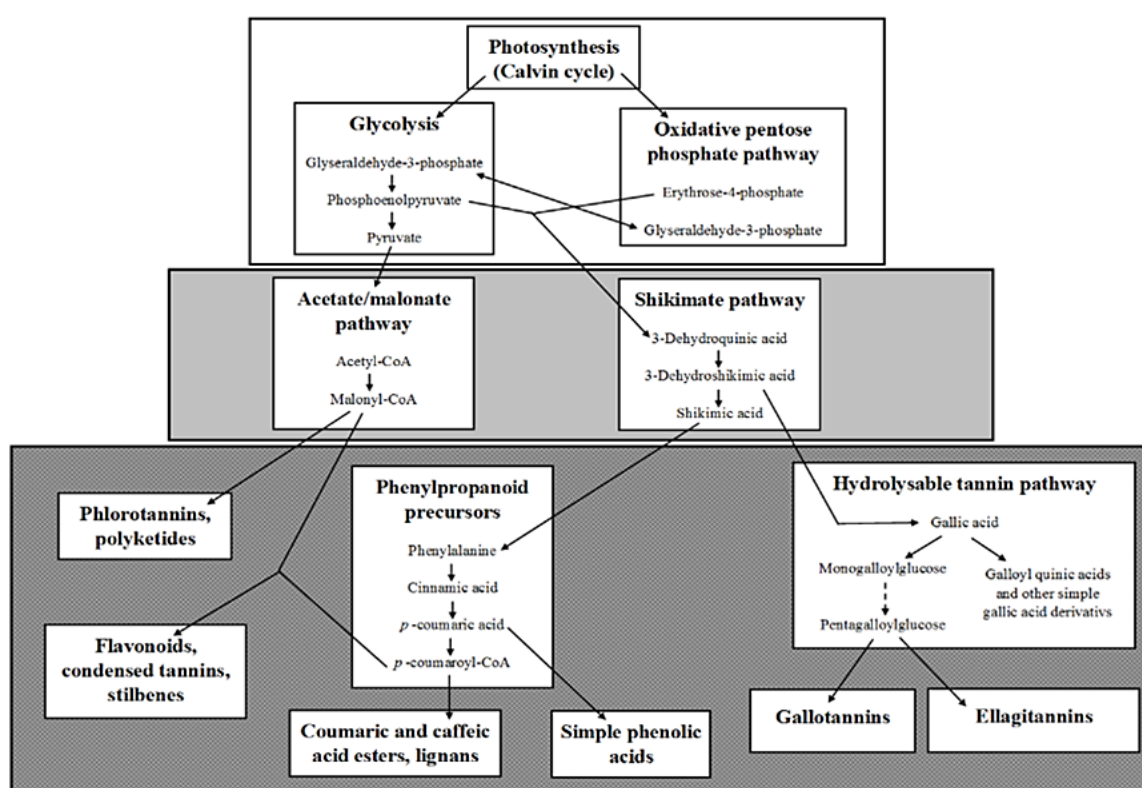 Photosynthesis
(Calvin cycle)
Glycolysis
Glyseraldehyde-3-phosphate
Phosphoenolpyruvate
Pyruvate
Oxidative pentose
phosphate pathway
Erythrose-4-phosphate
Glyseraldehyde-3-phosphate
Acetate/malonate
pathway
Acetyl-CoA
Malonyl-CoA
Shikimate pathway
3-Dehydroquinic acid
3-Dehydroshikimic acid
Shikimic acid
Phlorotannins,
polyketides
Flavonoids,
condensed tannins,
stilbenes
Phenylpropanoid
precursors
Phenylalanine
Cinnamic acid
p-coumaric acid
p-coumaroyl-CoA
Coumaric and caffeic
acid esters, lignans
Simple phenolic
acids
Hydrolysable tannin pathway
Gallic acid
Monogalloylglucose
Pentagalloylglucose
Galloyl quinic acids
and other simple
gallic acid derivativs
Gallotannins
Ellagitannins